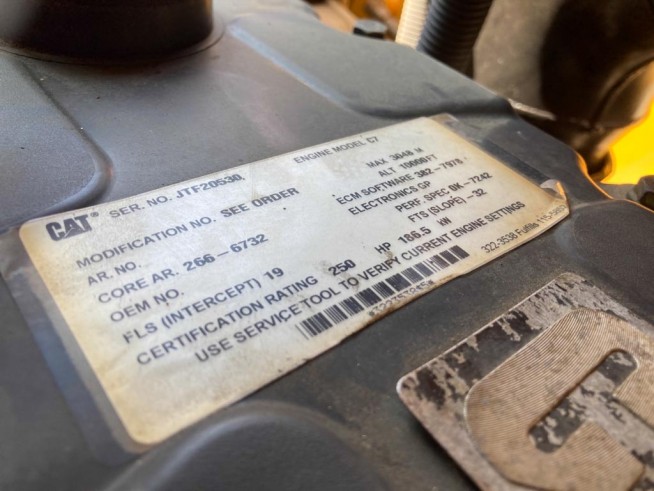 CAT®
SER. NO. JTF20530 ENGINE MODEL C7
MODIFICATION NO. SEE ORDER MAX 3048 M
ALT 10000 FT
AR. NO. ECM SOFTWARE 382-7978
CORE AR. 266-6732 ELECTRONICS GP
OEM NO. PERF. SPEC 0K-7242
FLS (INTERCEPT) 19 FTS (SLOPE) -32
CERTIFICATION RATING 250 HP 186.5 kW
USE SERVICE TOOL TO VERIFY CURRENT ENGINE SETTINGS
322-3538
C